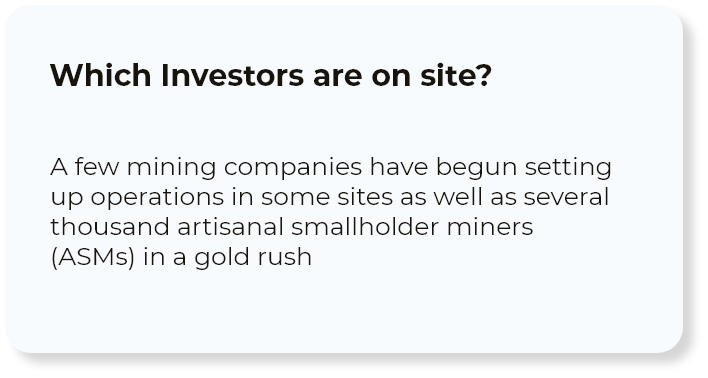 Which Investors are on site?
A few mining companies have begun setting
up operations in some sites as well as several
thousand artisanal smallholder miners
(ASMs) in a gold rush